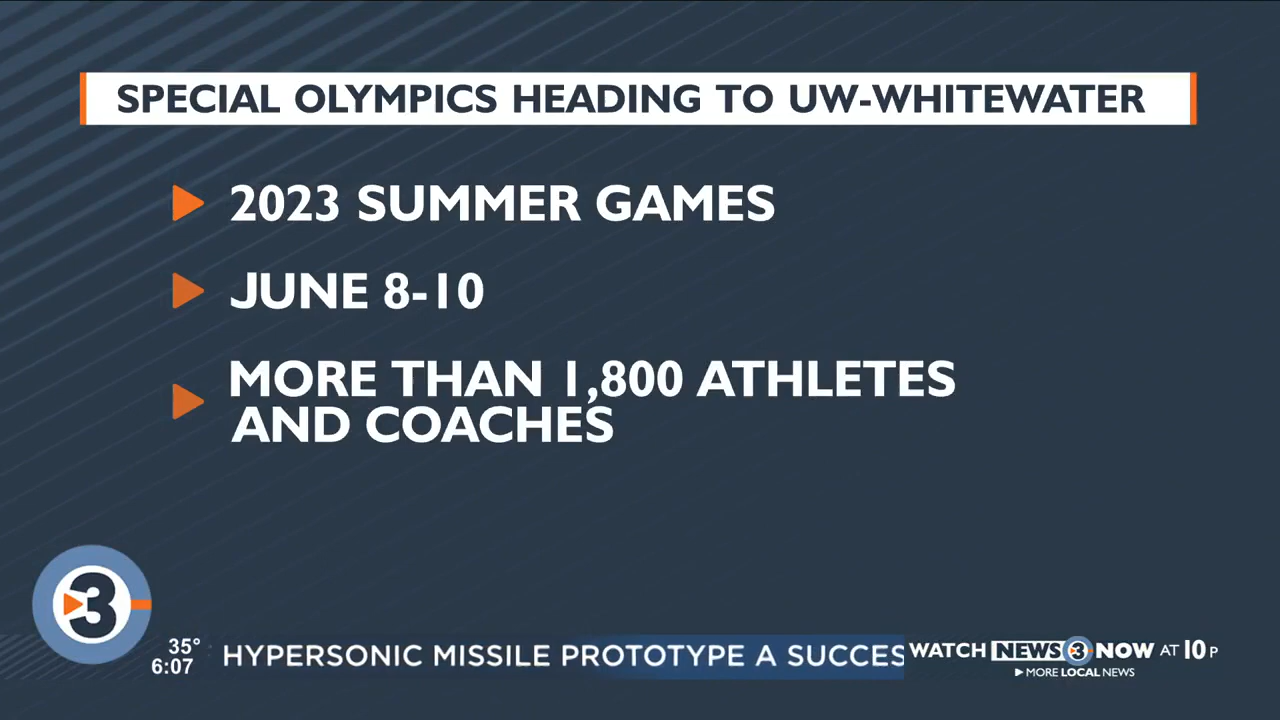 SPECIAL OLYMPICS HEADING TO UW-WHITEWATER
2023 SUMMER GAMES
JUNE 8-10
MORE THAN 1,800 ATHLETES
AND COACHES
3
35°
6:07
HYPERSONIC MISSILE PROTOTYPE A SUCCES
WATCH NEWS 3 NOW AT 10P
MORE LOCAL NEWS